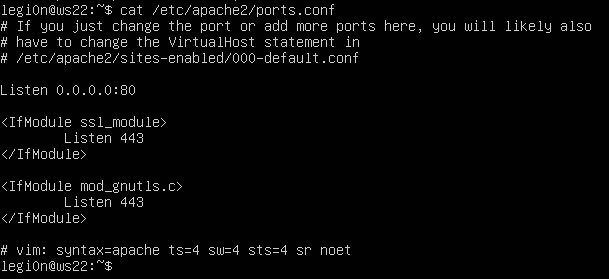 legi0n@ws22:~$ cat /etc/apache2/ports.conf
# If you just change the port or add more ports here, you will likely also
# have to change the VirtualHost statement in
# /etc/apache2/sites-enabled/000-default.conf
Listen 0.0.0.0:80
<IfModule ssl_module>
Listen 443
</IfModule>
<IfModule mod_gnutls.c>
Listen 443
</IfModule>
# vim: syntax=apache ts=4 sw=4 sts=4 sr noet
legi0n@ws22:~$